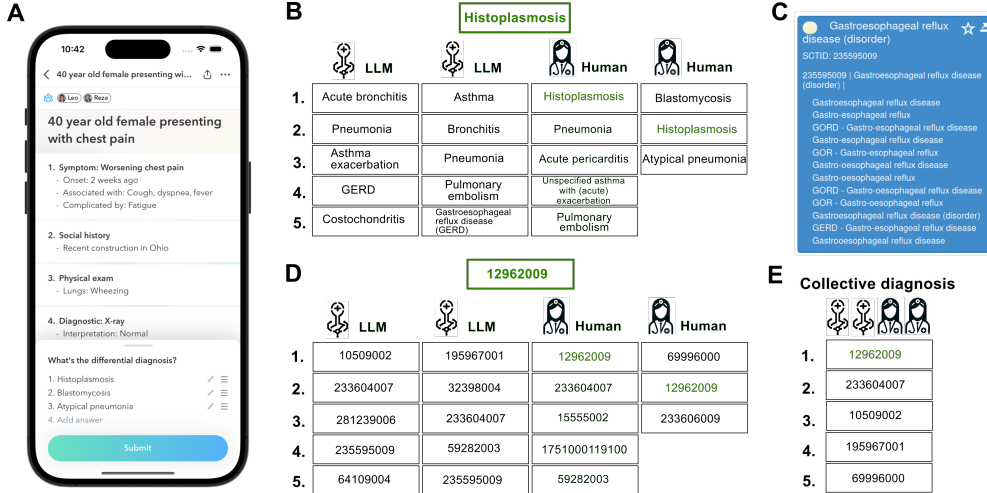 A
10:42
40 year old female presenting wi...
Leo
Reza
40 year old female presenting
with chest pain
1. Symptom: Worsening chest pain
- Onset: 2 weeks ago
- Associated with: Cough, dyspnea, fever
- Complicated by: Fatigue
2. Social history
- Recent construction in Ohio
3. Physical exam
- Lungs: Wheezing
4. Diagnostic: X-ray
- Interpretation: Normal
What's the differential diagnosis?
1. Histoplasmosis
2. Blastomycosis
3. Atypical pneumonia
4. Add answer
Submit
B
Histoplasmosis
LLM LLM Human Human
1. Acute bronchitis Asthma Histoplasmosis Blastomycosis
2. Pneumonia Bronchitis Pneumonia Histoplasmosis
3. Asthma exacerbation Pneumonia Acute pericarditis Atypical pneumonia
4. GERD Pulmonary embolism Unspecified asthma with (acute) exacerbation
5. Costochondritis Gastroesophageal reflux disease (GERD) Pulmonary embolism
C
Gastroesophageal reflux
disease (disorder)
SCTID: 235595009
235595009 | Gastroesophageal reflux disease
(disorder) |
Gastroesophageal reflux disease
Gastro-esophageal reflux
GORD - Gastro-esophageal reflux disease
Gastro-esophageal reflux disease
GOR - Gastro-esophageal reflux
Gastro-oesophageal reflux disease
Gastro-oesophageal reflux
GORD - Gastro-oesophageal reflux disease
GOR - Gastro-oesophageal reflux
Gastroesophageal reflux disease (disorder)
GERD - Gastro-esophageal reflux disease
Gastrooesophageal reflux disease
D
12962009
LLM LLM Human Human
1. 10509002 195967001 12962009 69996000
2. 233604007 32398004 233604007 12962009
3. 281239006 233604007 15555002 233606009
4. 235595009 59282003 1751000119100
5. 64109004 235595009 59282003
E
Collective diagnosis
1. 12962009
2. 233604007
3. 10509002
4. 195967001
5. 69996000